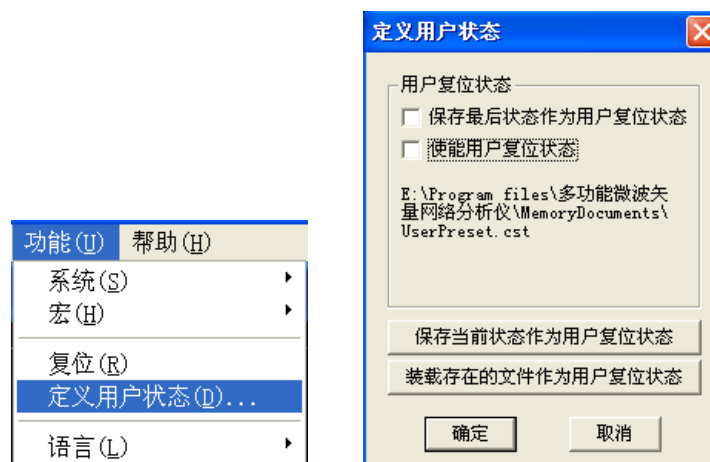 功能(U) 帮助(H)
系统(S)
宏(H)
复位(R)
定义用户状态(D)...
语言(L)
定义用户状态
用户复位状态
保存最后状态作为用户复位状态
使能用户复位状态
E:\Program files\多功能微波矢
量网络分析仪\MemoryDocuments\
UserPreset.cst
保存当前状态作为用户复位状态
装载存在的文件作为用户复位状态
确定 取消